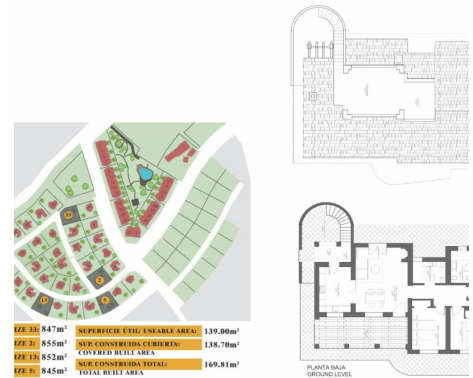 33
2
13
5
IZE 33: 847m² SUPERFICIE ÚTIL/ USEABLE AREA: 139.00m²
IZE 2: 855m² SUP. CONSTRUIDA CUBIERTA: 138.70m²
COVERED BUILT AREA
IZE 13: 852m²
IZE 5: 845m² SUP. CONSTRUIDA TOTAL: 169.81m²
TOTAL BUILT AREA
PLANTA BAJA
GROUND LEVEL